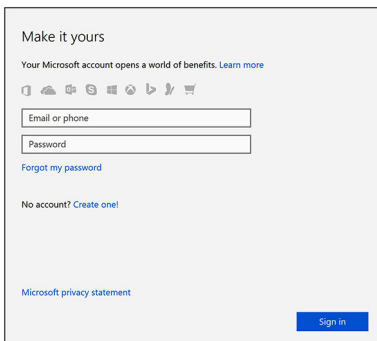 Make it yours
Your Microsoft account opens a world of benefits. Learn more
Email or phone
Password
Forgot my password
No account? Create one!
Microsoft privacy statement
Sign in